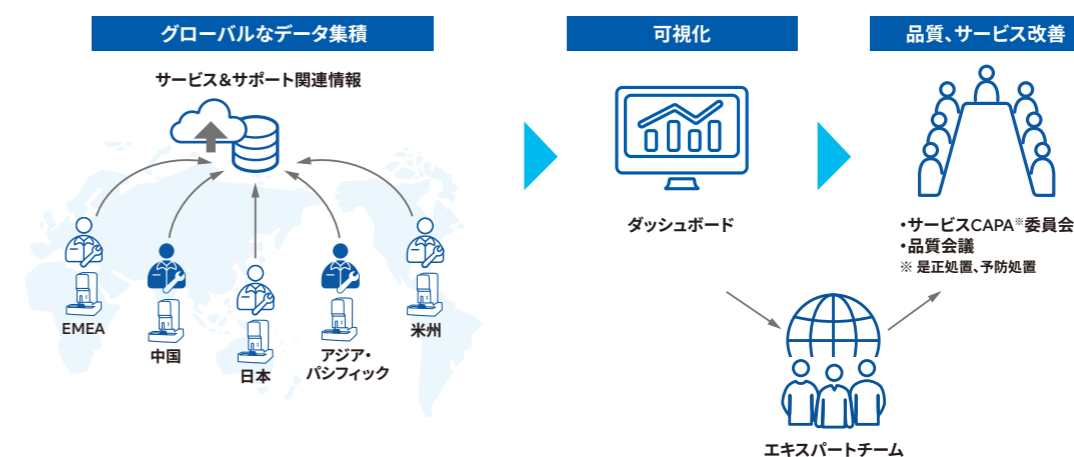 グローバルなデータ集積
サービス&サポート関連情報
EMEA
中国
日本
アジア・
パシフィック
米州
可視化
ダッシュボード
エキスパートチーム
品質、サービス改善
・サービスCAPA※委員会
・品質会議
※ 是正処置、予防処置